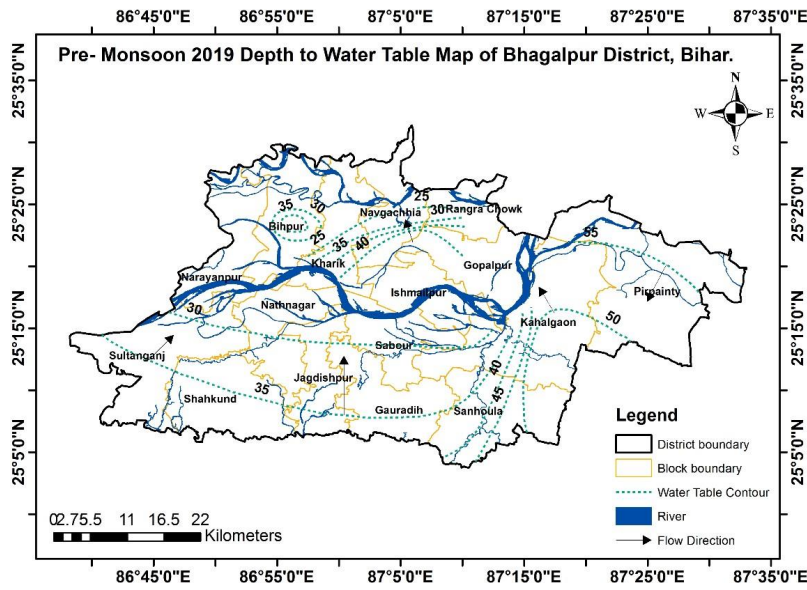 86°45'0"E 86°55'0"E 87°5'0"E 87°15'0"E 87°25'0"E 87°35'0"E
Pre- Monsoon 2019 Depth to Water Table Map of Bhagalpur District, Bihar.
25°35'0"N 25°35'0"N
N
W E
S
25°25'0"N 25°25'0"N
25
35 30 Navgachhia 30 Rangra Chowk
Bihpur
25 35 40 55
Kharik Gopalpur
Narayanpur Ishmailpur Pirpainty
30 Nathnagar
Kahalgaon 50
25°15'0"N 25°15'0"N
Sultanganj Sabour
40
Jagdishpur
35
45
Shahkund Gauradih Sanhoula
25°5'0"N 25°5'0"N
Legend
District boundary
Block boundary
Water Table Contour
River
Flow Direction
0 2.75 5.5 11 16.5 22
Kilometers
86°45'0"E 86°55'0"E 87°5'0"E 87°15'0"E 87°25'0"E 87°35'0"E